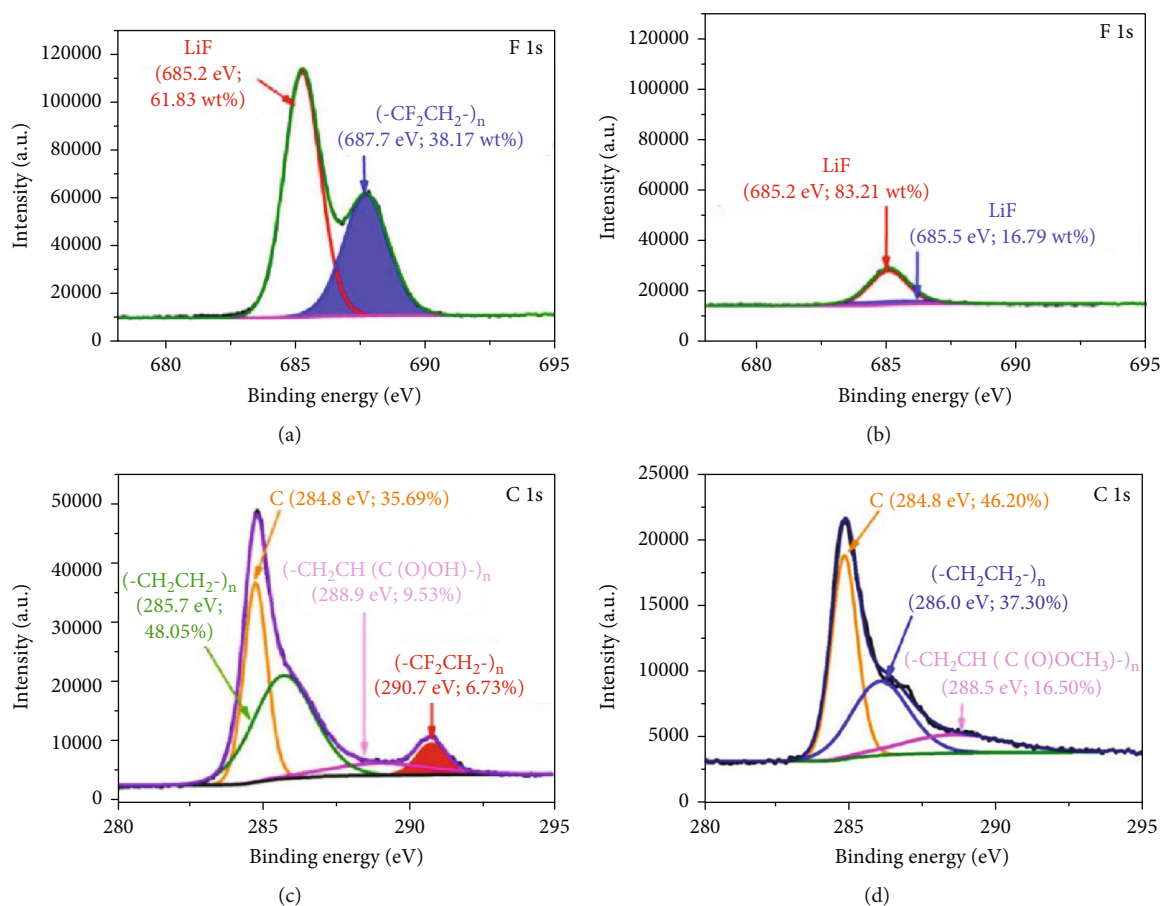 F 1s
LiF
(685.2 eV;
61.83 wt%)
(-CF₂CH₂-)ₙ
(687.7 eV; 38.17 wt%)
120000
100000
80000
60000
40000
20000
0
Intensity (a.u.)
680
685
690
695
Binding energy (eV)
(a)
F 1s
LiF
(685.2 eV; 83.21 wt%)
LiF
(685.5 eV; 16.79 wt%)
120000
100000
80000
60000
40000
20000
0
Intensity (a.u.)
680
685
690
695
Binding energy (eV)
(b)
C 1s
C (284.8 eV; 35.69%)
(-CH₂CH₂-)ₙ
(285.7 eV;
48.05%)
(-CH₂CH (C (O)OH)-)ₙ
(288.9 eV; 9.53%)
(-CF₂CH₂-)ₙ
(290.7 eV; 6.73%)
50000
40000
30000
20000
10000
0
Intensity (a.u.)
280
285
290
295
Binding energy (eV)
(c)
C 1s
C (284.8 eV; 46.20%)
(-CH₂CH₂-)ₙ
(286.0 eV; 37.30%)
(-CH₂CH ( C (O)OCH₃)-)ₙ
(288.5 eV; 16.50%)
25000
20000
15000
10000
5000
0
Intensity (a.u.)
280
285
290
295
Binding energy (eV)
(d)